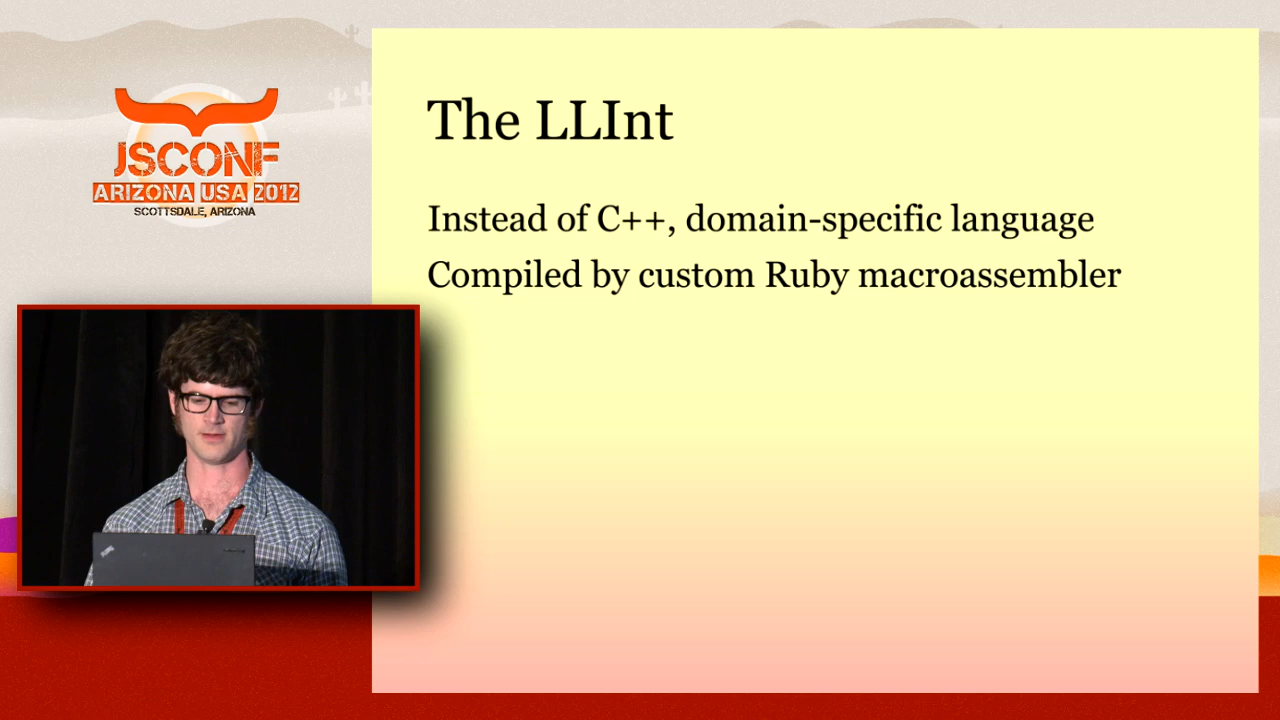 JSCONF
ARIZONA USA 2012
SCOTTSDALE, ARIZONA
The LLInt
Instead of C++, domain-specific language
Compiled by custom Ruby macroassembler